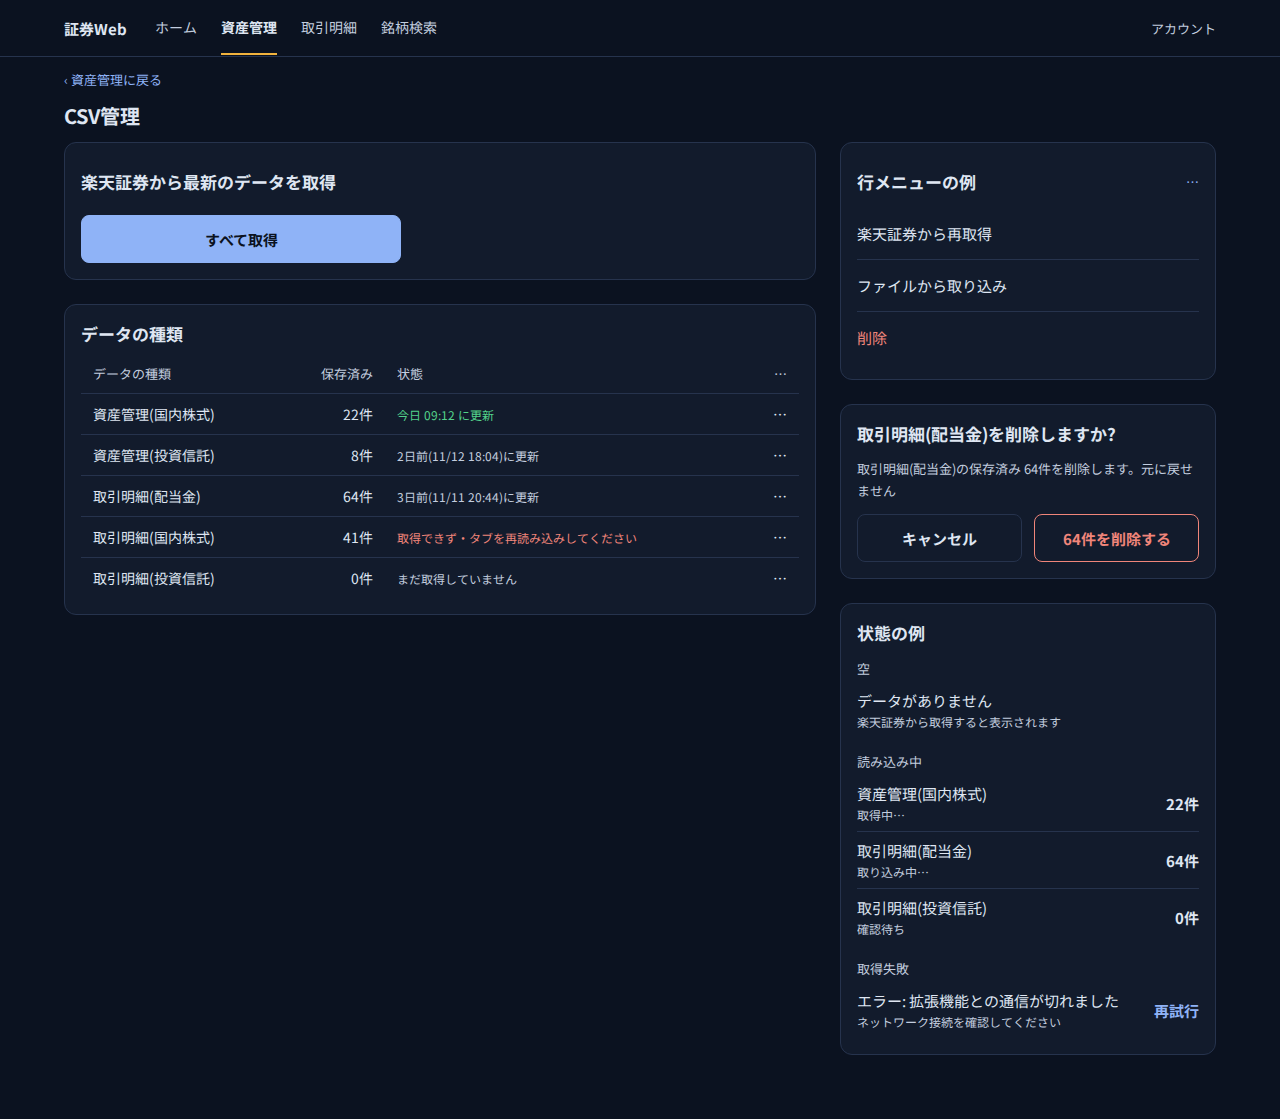 証券Web ホーム 資産管理 取引明細 銘柄検索 アカウント
‹ 資産管理に戻る
CSV管理
楽天証券から最新のデータを取得
すべて取得
データの種類
データの種類 保存済み 状態 …
資産管理(国内株式) 22件 今日 09:12 に更新 …
資産管理(投資信託) 8件 2日前(11/12 18:04)に更新 …
取引明細(配当金) 64件 3日前(11/11 20:44)に更新 …
取引明細(国内株式) 41件 取得できず・タブを再読み込みしてください …
取引明細(投資信託) 0件 まだ取得していません …
行メニューの例 …
楽天証券から再取得
ファイルから取り込み
削除
取引明細(配当金)を削除しますか?
取引明細(配当金)の保存済み 64件を削除します。元に戻せ
ません
キャンセル 64件を削除する
状態の例
空
データがありません
楽天証券から取得すると表示されます
読み込み中
資産管理(国内株式) 22件
取得中…
取引明細(配当金) 64件
取り込み中…
取引明細(投資信託) 0件
確認待ち
取得失敗
エラー: 拡張機能との通信が切れました 再試行
ネットワーク接続を確認してください